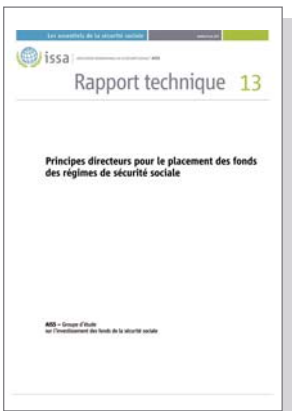 Les essentiels de la sécurité sociale
issa
Rapport technique 13
Principes directeurs pour le placement des fonds
des régimes de sécurité sociale
AISS – Groupe d'étude
sur l'investissement des fonds de la sécurité sociale